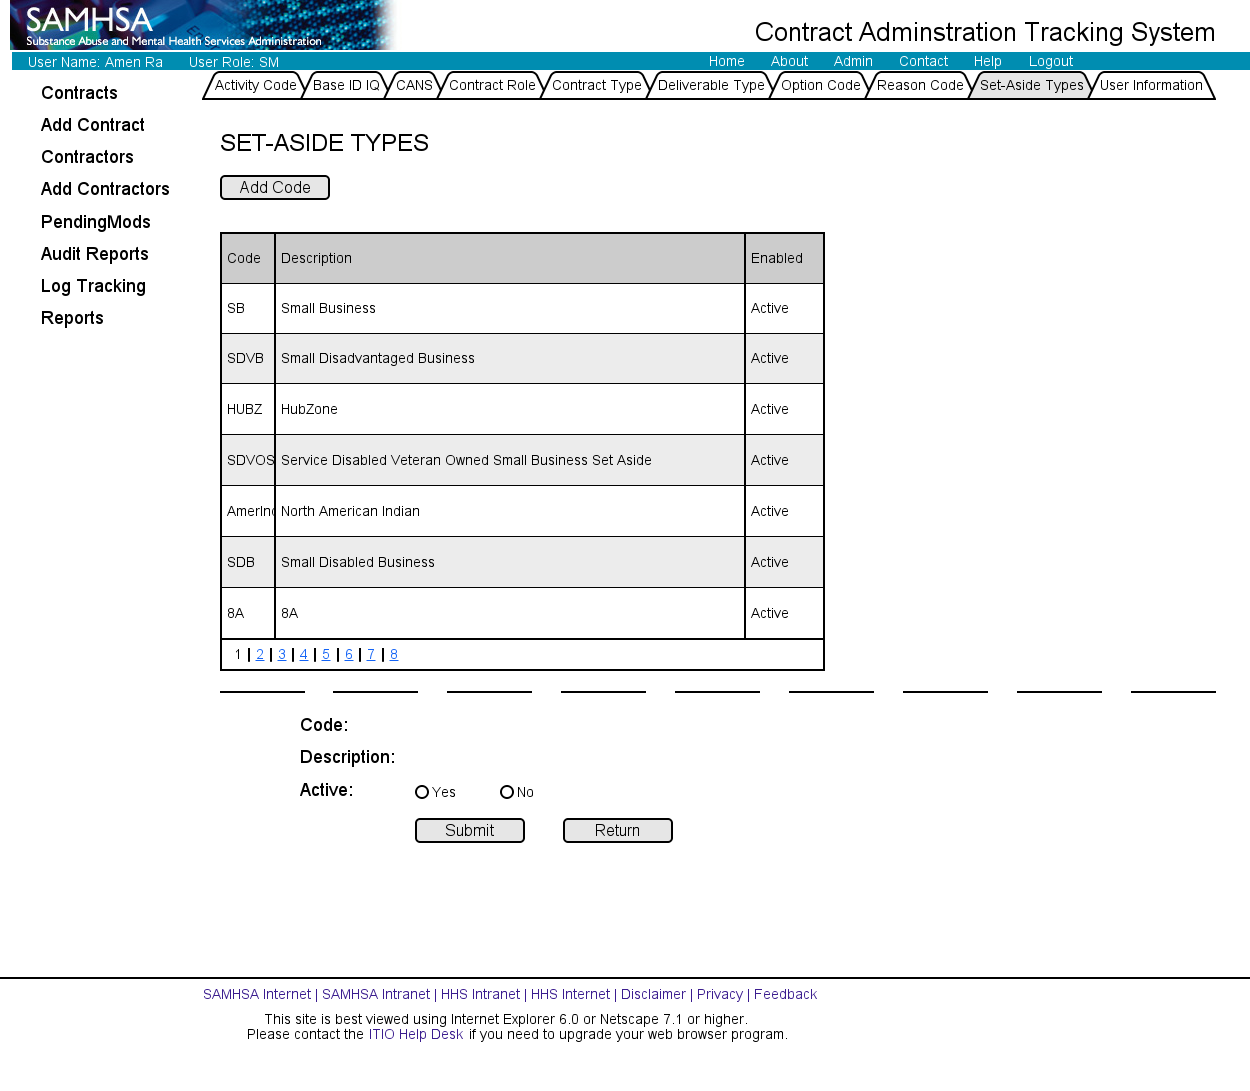 SAMHSA
Substance Abuse and Mental Health Services Administration
Contract Adminstration Tracking System
User Name: Amen Ra User Role: SM Home About Admin Contact Help Logout
Activity Code Base ID IQ CANS Contract Role Contract Type Deliverable Type Option Code Reason Code Set-Aside Types User Information
Contracts
Add Contract
Contractors
Add Contractors
PendingMods
Audit Reports
Log Tracking
Reports
SET-ASIDE TYPES
Add Code
Code Description Enabled
SB Small Business Active
SDVB Small Disadvantaged Business Active
HUBZ HubZone Active
SDVOS Service Disabled Veteran Owned Small Business Set Aside Active
AmerInd North American Indian Active
SDB Small Disabled Business Active
8A 8A Active
1 | 2 | 3 | 4 | 5 | 6 | 7 | 8
Code:
Description:
Active: Yes No
Submit Return
SAMHSA Internet | SAMHSA Intranet | HHS Intranet | HHS Internet | Disclaimer | Privacy | Feedback
This site is best viewed using Internet Explorer 6.0 or Netscape 7.1 or higher.
Please contact the ITIO Help Desk if you need to upgrade your web browser program.